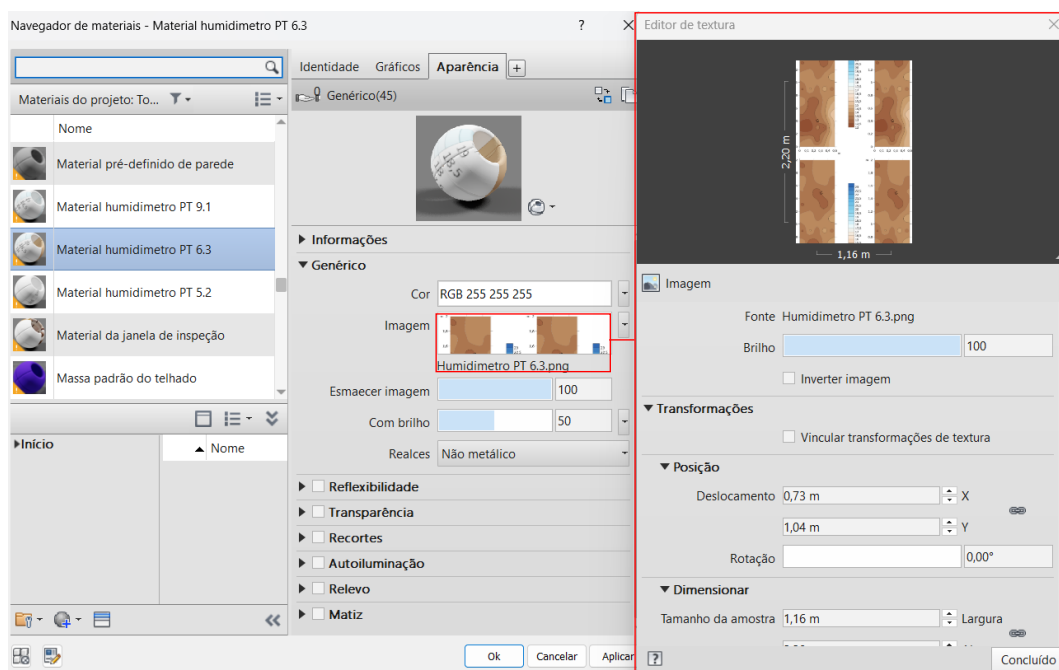 Navegador de materiais - Material humidimetro PT 6.3
?
Materiais do projeto: To...
Nome
Material pré-definido de parede
Material humidimetro PT 9.1
Material humidimetro PT 6.3
Material humidimetro PT 5.2
Material da janela de inspeção
Massa padrão do telhado
Início
Nome
Identidade Gráficos Aparência +
Genérico(45)
Informações
Genérico
Cor RGB 255 255 255
Imagem
Humidimetro PT 6.3.png
Esmaecer imagem 100
Com brilho 50
Realces Não metálico
Reflexibilidade
Transparência
Recortes
Autoiluminação
Relevo
Matiz
Ok Cancelar Aplicar
Editor de textura
2,20 m
1,16 m
Imagem
Fonte Humidimetro PT 6.3.png
Brilho 100
Inverter imagem
Transformações
Vincular transformações de textura
Posição
Deslocamento 0,73 m X
1,04 m Y
Rotação 0,00°
Dimensionar
Tamanho da amostra 1,16 m Largura
? Concluído